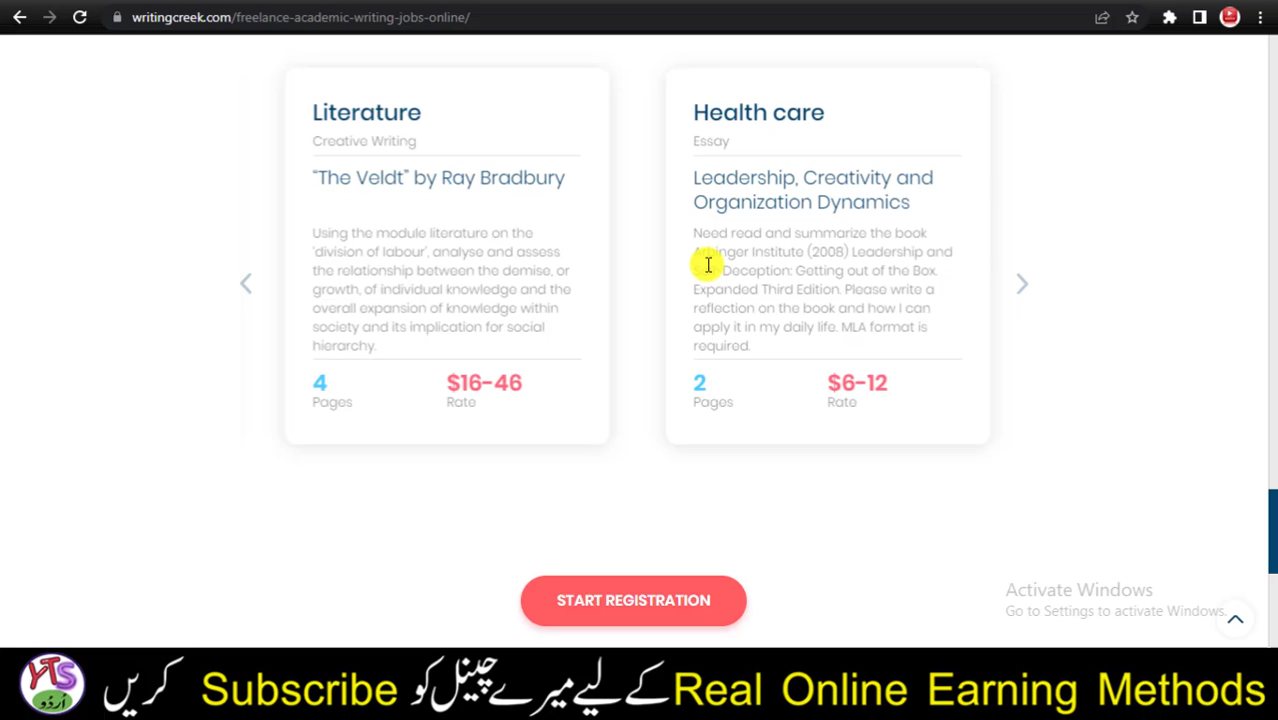 writingcreek.com/freelance-academic-writing-jobs-online/
Literature
Creative Writing
“The Veldt” by Ray Bradbury
Using the module literature on the
'division of labour', analyse and assess
the relationship between the demise, or
growth, of individual knowledge and the
overall expansion of knowledge within
society and its implication for social
hierarchy.
4
Pages
$16-46
Rate
Health care
Essay
Leadership, Creativity and
Organization Dynamics
Need read and summarize the book
Institute (2008) Leadership and
Deception: Getting out of the Box.
Expanded Third Edition. Please write a
reflection on the book and how I can
apply it in my daily life. MLA format is
required.
2
Pages
$6-12
Rate
START REGISTRATION
Activate Windows
Go to Settings to activate Windows.
YTS
اردُو
Real Online Earning Methods کے لیے میرے چینل کو Subscribe کریں